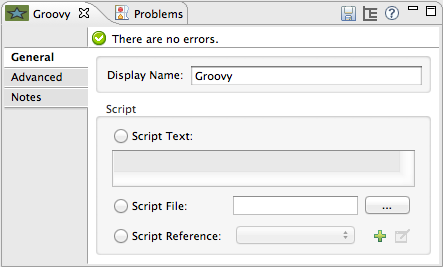 Groovy
Problems
There are no errors.
General
Advanced
Notes
Display Name: Groovy
Script
Script Text:
Script File: ...
Script Reference: